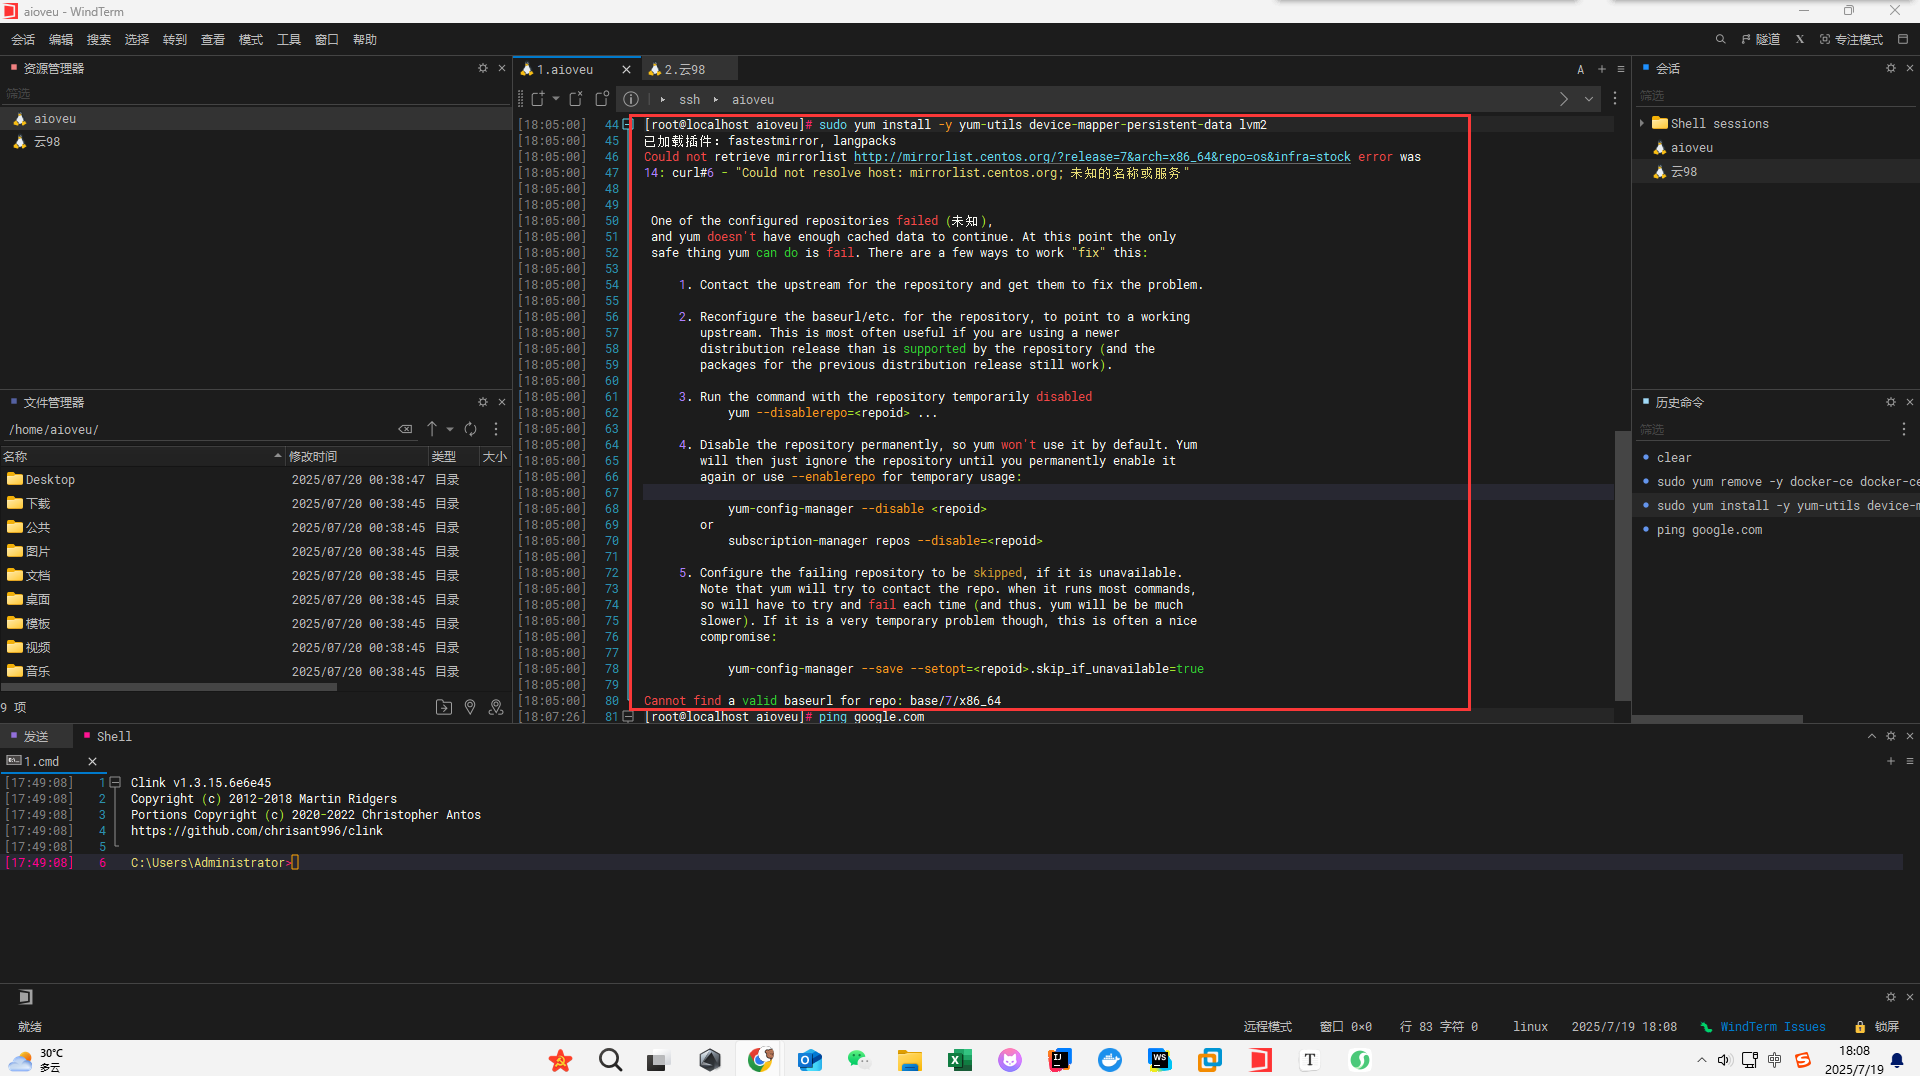 aioveu - WindTerm
会话 编辑 搜索 选择 转到 查看 模式 工具 窗口 帮助
隧道 X 专注模式
资源管理器
筛选
aioveu
云98
文件管理器
/home/aioveu/
名称 修改时间 类型 大小
Desktop 2025/07/20 00:38:47 目录
下载 2025/07/20 00:38:45 目录
公共 2025/07/20 00:38:45 目录
图片 2025/07/20 00:38:45 目录
文档 2025/07/20 00:38:45 目录
桌面 2025/07/20 00:38:45 目录
模板 2025/07/20 00:38:45 目录
视频 2025/07/20 00:38:45 目录
音乐 2025/07/20 00:38:45 目录
9 项
1.aioveu 2.云98
A
ssh aioveu
[18:05:00] 44 [root@localhost aioveu]# sudo yum install -y yum-utils device-mapper-persistent-data lvm2
[18:05:00] 45 已加载插件: fastestmirror, langpacks
[18:05:00] 46 Could not retrieve mirrorlist http://mirrorlist.centos.org/?release=7&arch=x86_64&repo=os&infra=stock error was
[18:05:00] 47 14: curl#6 - "Could not resolve host: mirrorlist.centos.org; 未知的名称或服务"
[18:05:00] 48
[18:05:00] 49
[18:05:00] 50 One of the configured repositories failed (未知),
[18:05:00] 51 and yum doesn't have enough cached data to continue. At this point the only
[18:05:00] 52 safe thing yum can do is fail. There are a few ways to work "fix" this:
[18:05:00] 53
[18:05:00] 54 1. Contact the upstream for the repository and get them to fix the problem.
[18:05:00] 55
[18:05:00] 56 2. Reconfigure the baseurl/etc. for the repository, to point to a working
[18:05:00] 57 upstream. This is most often useful if you are using a newer
[18:05:00] 58 distribution release than is supported by the repository (and the
[18:05:00] 59 packages for the previous distribution release still work).
[18:05:00] 60
[18:05:00] 61 3. Run the command with the repository temporarily disabled
[18:05:00] 62 yum --disablerepo=<repoid> ...
[18:05:00] 63
[18:05:00] 64 4. Disable the repository permanently, so yum won't use it by default. Yum
[18:05:00] 65 will then just ignore the repository until you permanently enable it
[18:05:00] 66 again or use --enablerepo for temporary usage:
[18:05:00] 67
[18:05:00] 68 yum-config-manager --disable <repoid>
[18:05:00] 69 or
[18:05:00] 70 subscription-manager repos --disable=<repoid>
[18:05:00] 71
[18:05:00] 72 5. Configure the failing repository to be skipped, if it is unavailable.
[18:05:00] 73 Note that yum will try to contact the repo. when it runs most commands,
[18:05:00] 74 so will have to try and fail each time (and thus. yum will be be much
[18:05:00] 75 slower). If it is a very temporary problem though, this is often a nice
[18:05:00] 76 compromise:
[18:05:00] 77
[18:05:00] 78 yum-config-manager --save --setopt=<repoid>.skip_if_unavailable=true
[18:05:00] 79
[18:05:00] 80 Cannot find a valid baseurl for repo: base/7/x86_64
[18:07:26] 81 [root@localhost aioveu]# ping google.com
会话
筛选
Shell sessions
aioveu
云98
历史命令
筛选
clear
sudo yum remove -y docker-ce docker-ce
sudo yum install -y yum-utils device-m
ping google.com
发送 Shell
1.cmd
[17:49:08] 1 Clink v1.3.15.6e6e45
[17:49:08] 2 Copyright (c) 2012-2018 Martin Ridgers
[17:49:08] 3 Portions Copyright (c) 2020-2022 Christopher Antos
[17:49:08] 4 https://github.com/chrisant996/clink
[17:49:08] 5
[17:49:08] 6 C:\Users\Administrator>
就绪
远程模式 窗口 0×0 行 83 字符 0 linux 2025/7/19 18:08 WindTerm Issues 锁屏
30°C
多云
中
18:08
2025/7/19